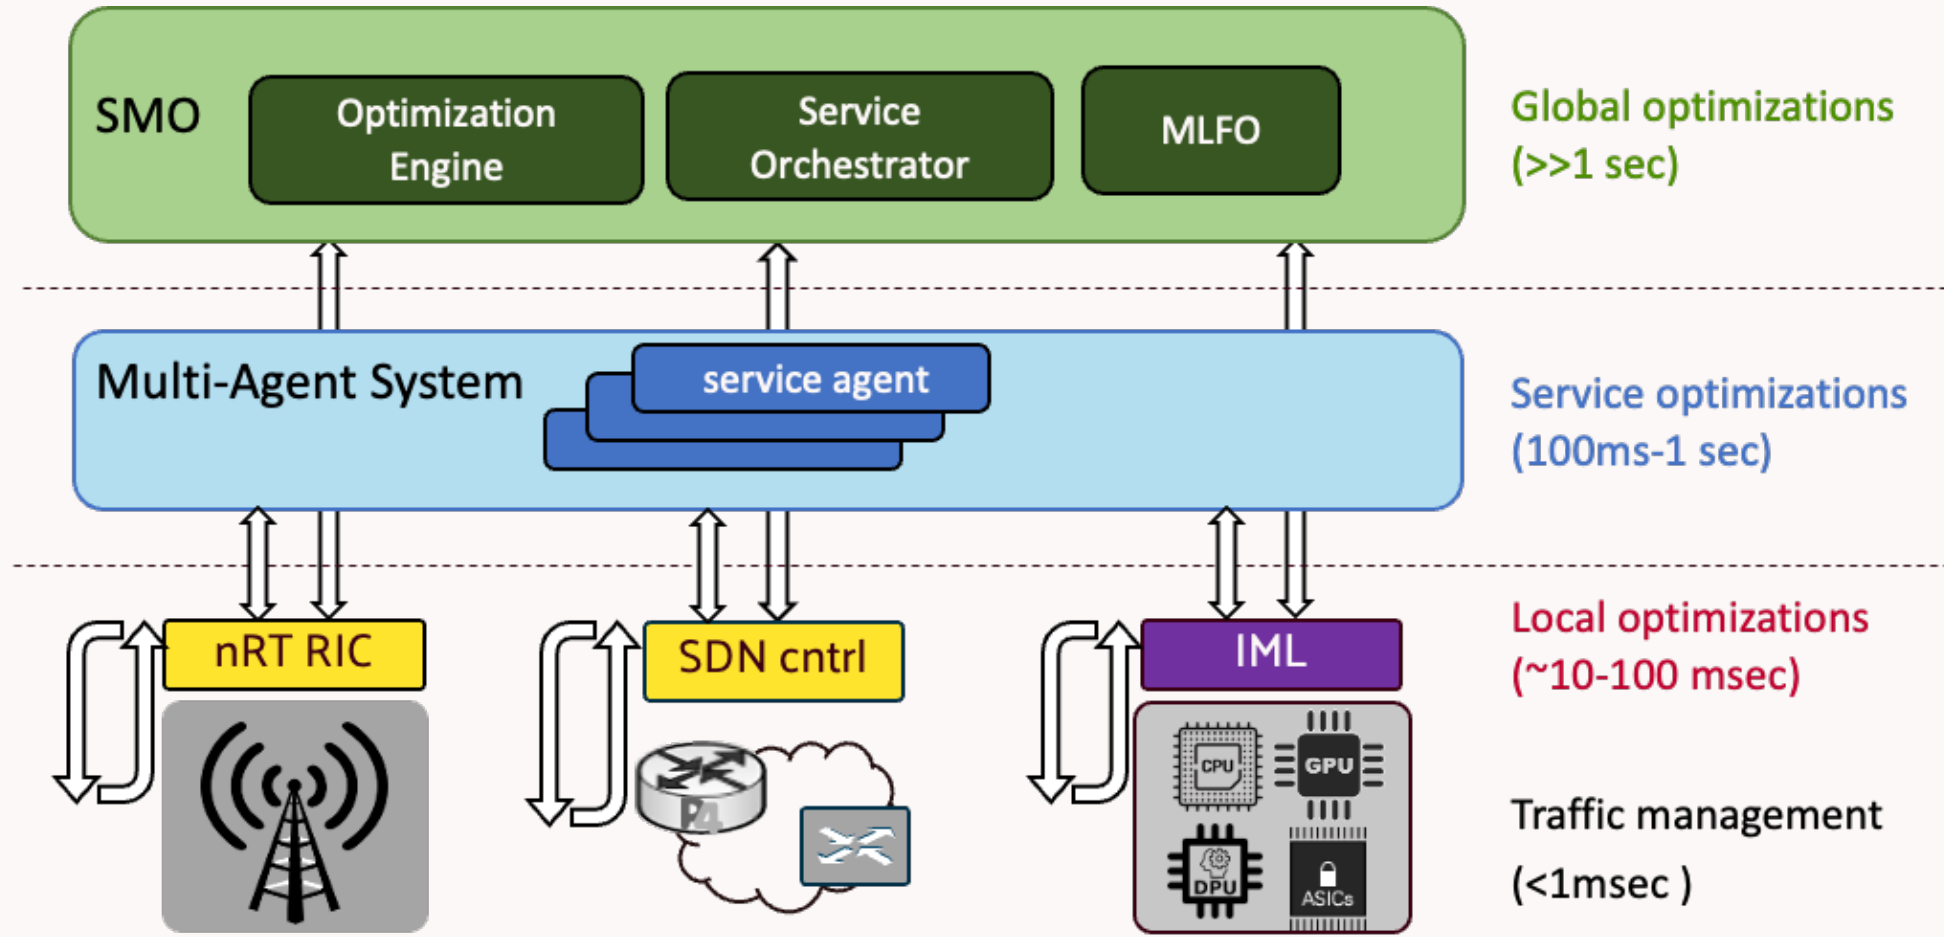 SMO
Optimization
Engine
Service
Orchestrator
MLFO
Global optimizations
(>>1 sec)
Multi-Agent System
service agent
Service optimizations
(100ms-1 sec)
nRT RIC
SDN cntrl
IML
Local optimizations
(~10-100 msec)
P4
CPU
GPU
DPU
ASICs
Traffic management
(<1msec )